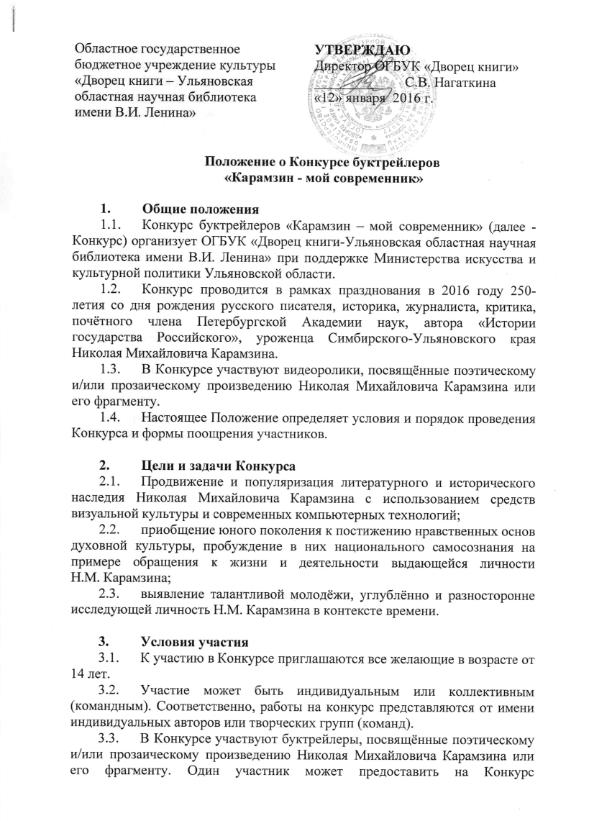 Областное государственное
бюджетное учреждение культуры
«Дворец книги – Ульяновская
областная научная библиотека
имени В.И. Ленина»
УТВЕРЖДАЮ
Директор ОГБУК «Дворец книги»
С.В. Нагаткина
«12» января 2016 г.
Положение о Конкурсе буктрейлеров
«Карамзин - мой современник»
1. Общие положения
1.1. Конкурс буктрейлеров «Карамзин – мой современник» (далее -
Конкурс) организует ОГБУК «Дворец книги-Ульяновская областная научная
библиотека имени В.И. Ленина» при поддержке Министерства искусства и
культурной политики Ульяновской области.
1.2. Конкурс проводится в рамках празднования в 2016 году 250-
летия со дня рождения русского писателя, историка, журналиста, критика,
почётного члена Петербургской Академии наук, автора «Истории
государства Российского», уроженца Симбирского-Ульяновского края
Николая Михайловича Карамзина.
1.3. В Конкурсе участвуют видеоролики, посвящённые поэтическому
и/или прозаическому произведению Николая Михайловича Карамзина или
его фрагменту.
1.4. Настоящее Положение определяет условия и порядок проведения
Конкурса и формы поощрения участников.
2. Цели и задачи Конкурса
2.1. Продвижение и популяризация литературного и исторического
наследия Николая Михайловича Карамзина с использованием средств
визуальной культуры и современных компьютерных технологий;
2.2. приобщение юного поколения к постижению нравственных основ
духовной культуры, пробуждение в них национального самосознания на
примере обращения к жизни и деятельности выдающейся личности
Н.М. Карамзина;
2.3. выявление талантливой молодёжи, углублённо и разносторонне
исследующей личность Н.М. Карамзина в контексте времени.
3. Условия участия
3.1. К участию в Конкурсе приглашаются все желающие в возрасте от
14 лет.
3.2. Участие может быть индивидуальным или коллективным
(командным). Соответственно, работы на конкурс представляются от имени
индивидуальных авторов или творческих групп (команд).
3.3. В Конкурсе участвуют буктрейлеры, посвящённые поэтическому
и/или прозаическому произведению Николая Михайловича Карамзина или
его фрагменту. Один участник может предоставить на Конкурс